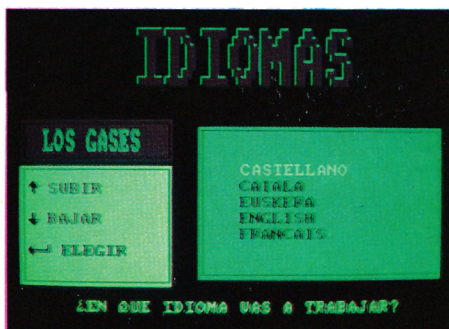 IDIOMAS
LOS GASES
↑ SUBIR
↓ BAJAR
← ELEGIR
CASTELLANO
CATALA
EUSKERA
ENGLISH
FRANCAIS
¿EN QUE IDIOMA VAS A TRABAJAR?